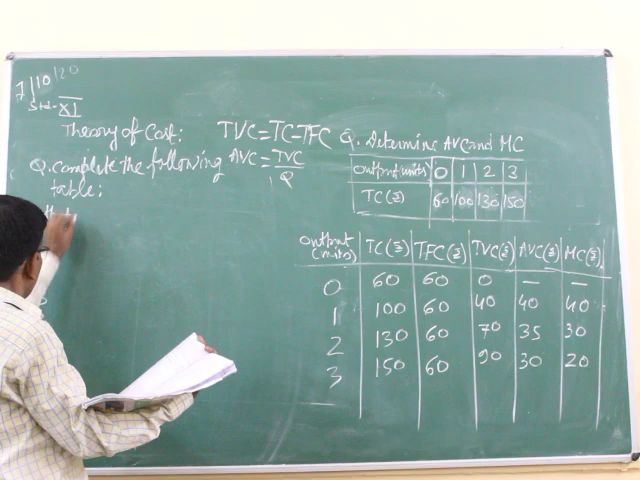 7/10/20
Std- XI
Theory of Cost:
TVC=TC-TFC
AVC = TVC/Q
Q. Complete the following
table:
Q. Determine AVC and MC
Output(units) 0 1 2 3
TC(₹) 60 100 130 150
Output (units) TC(₹) TFC(₹) TVC(₹) AVC(₹) MC(₹)
0 60 60 0 — —
1 100 60 40 40 40
2 130 60 70 35 30
3 150 60 90 30 20